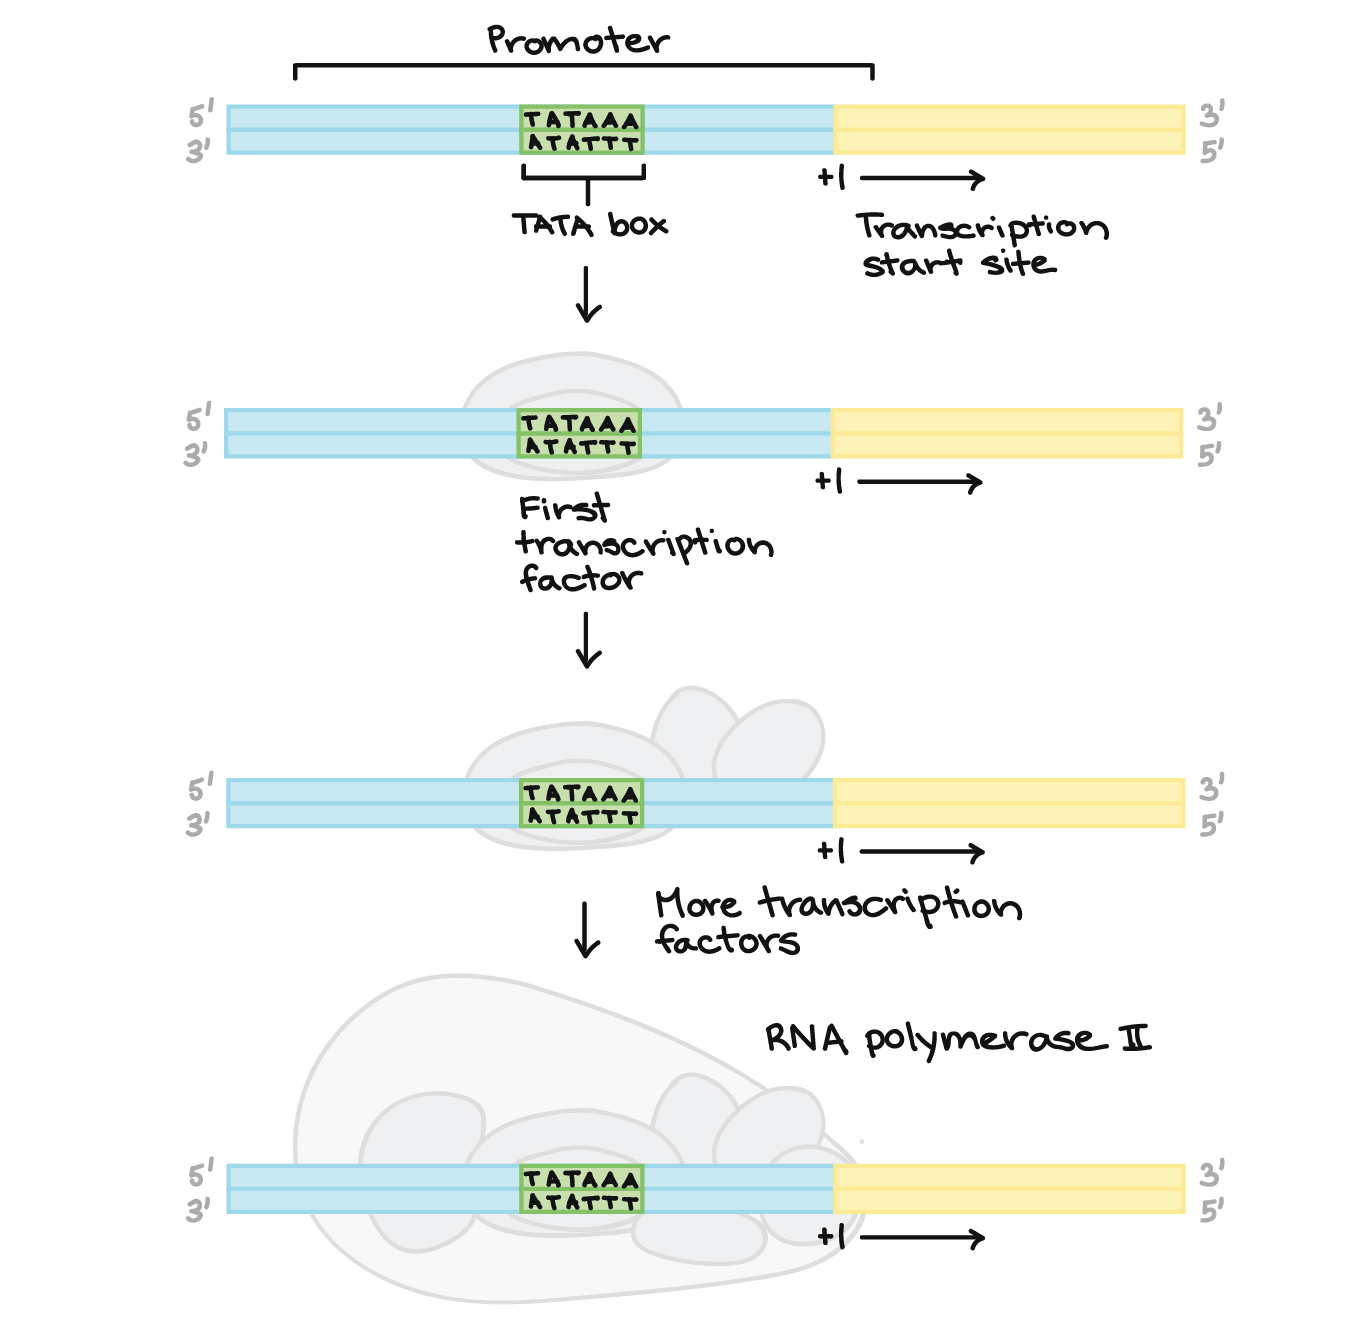 Promoter
5' TATAAA 3'
3' ATATTT 5'
+1
TATA box
Transcription
start site
5' TATAAA 3'
3' ATATTT 5'
+1
First
transcription
factor
5' TATAAA 3'
3' ATATTT 5'
+1
More transcription
factors
RNA polymerase II
5' TATAAA 3'
3' ATATTT 5'
+1